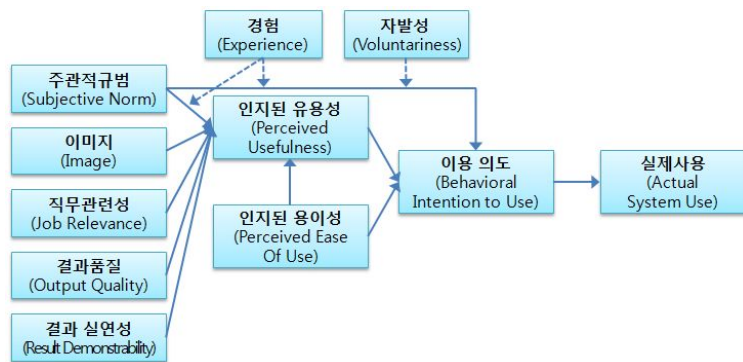 경험
(Experience)
자발성
(Voluntariness)
주관적규범
(Subjective Norm)
이미지
(Image)
직무관련성
(Job Relevance)
결과품질
(Output Quality)
결과 실연성
(Result Demonstrability)
인지된 유용성
(Perceived
Usefulness)
인지된 용이성
(Perceived Ease
Of Use)
이용 의도
(Behavioral
Intention to Use)
실제사용
(Actual
System Use)